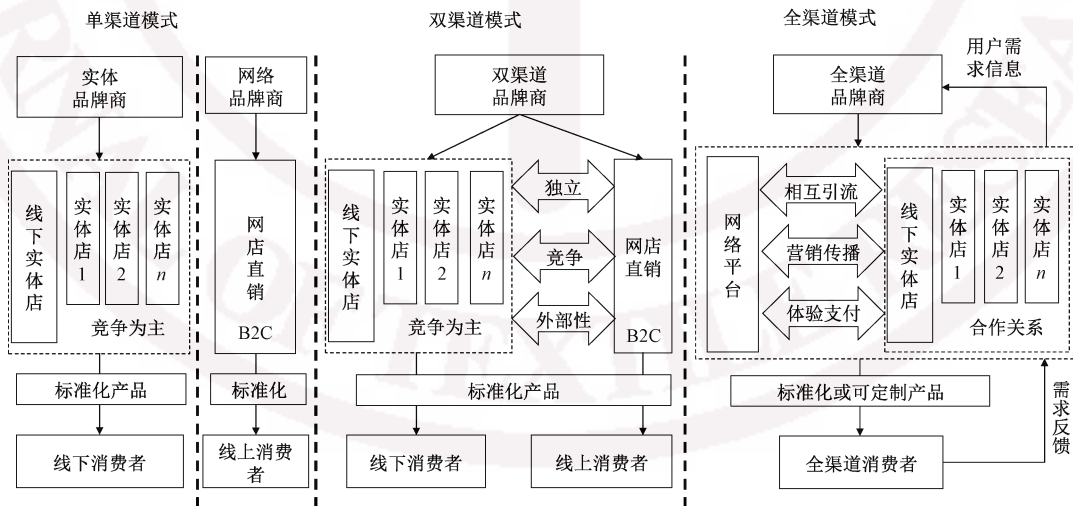 单渠道模式
实体
品牌商
线下实体店
实体店1
实体店2
实体店n
竞争为主
标准化产品
线下消费者
网络
品牌商
网店直销
B2C
标准化
线上消费
者
双渠道模式
双渠道
品牌商
线下实体店
实体店1
实体店2
实体店n
竞争为主
独立
竞争
外部性
网店
直销
B2C
标准化产品
线下消费者
线上消费者
全渠道模式
全渠道
品牌商
用户需
求信息
网络平台
相互引流
营销传播
体验支付
线下实体店
实体店1
实体店2
实体店n
合作关系
标准化或可定制产品
全渠道消费者
需求反馈